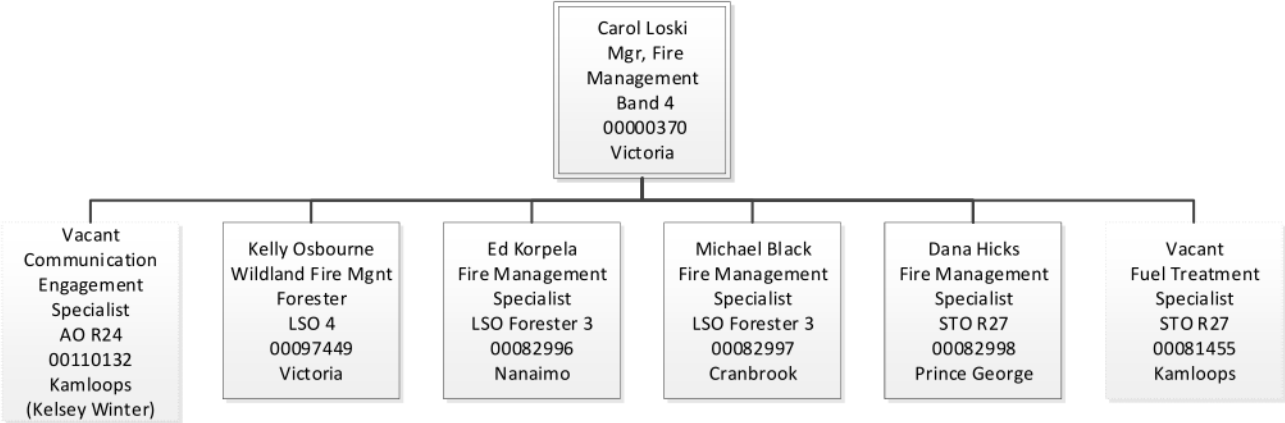 Carol Loski
Mgr, Fire
Management
Band 4
00000370
Victoria
Vacant
Communication
Engagement
Specialist
AO R24
00110132
Kamloops
(Kelsey Winter)
Kelly Osbourne
Wildland Fire Mgnt
Forester
LSO 4
00097449
Victoria
Ed Korpela
Fire Management
Specialist
LSO Forester 3
00082996
Nanaimo
Michael Black
Fire Management
Specialist
LSO Forester 3
00082997
Cranbrook
Dana Hicks
Fire Management
Specialist
STO R27
00082998
Prince George
Vacant
Fuel Treatment
Specialist
STO R27
00081455
Kamloops